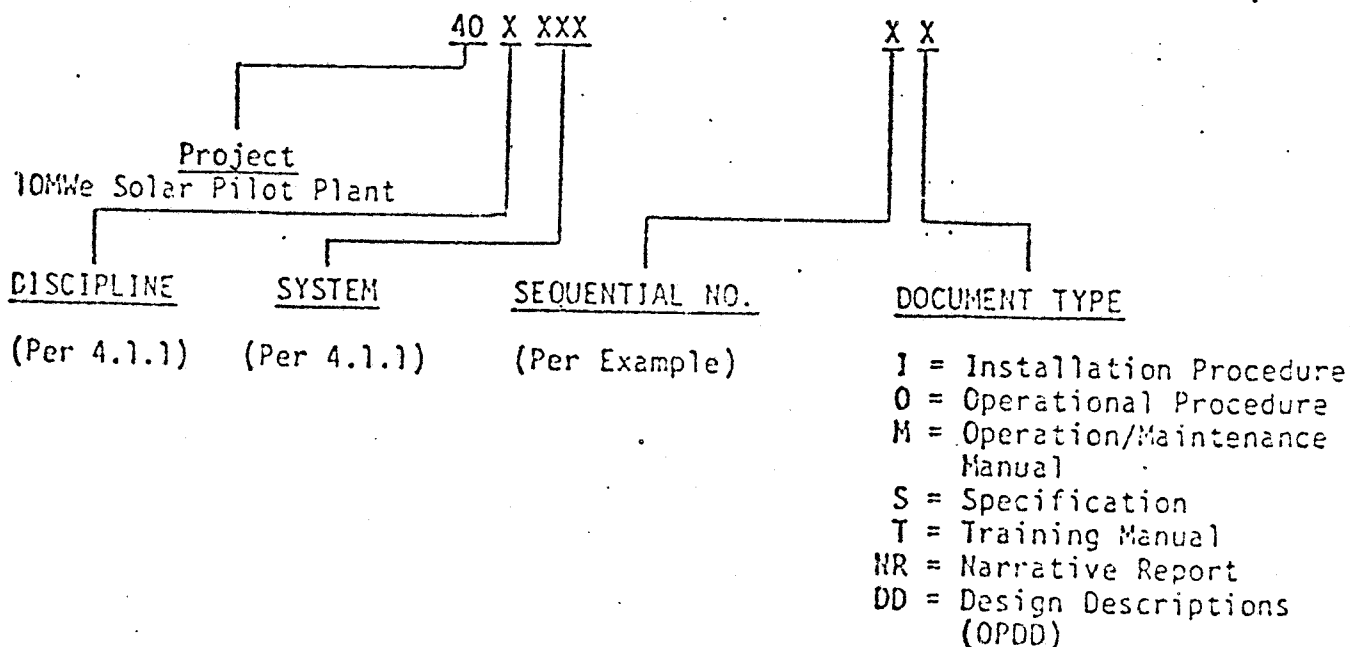 40 X XXX X X
Project
10MWe Solar Pilot Plant
DISCIPLINE SYSTEM SEQUENTIAL NO. DOCUMENT TYPE
(Per 4.1.1) (Per 4.1.1) (Per Example)
I = Installation Procedure
O = Operational Procedure
M = Operation/Maintenance
Manual
S = Specification
T = Training Manual
NR = Narrative Report
DD = Design Descriptions
(OPDD)